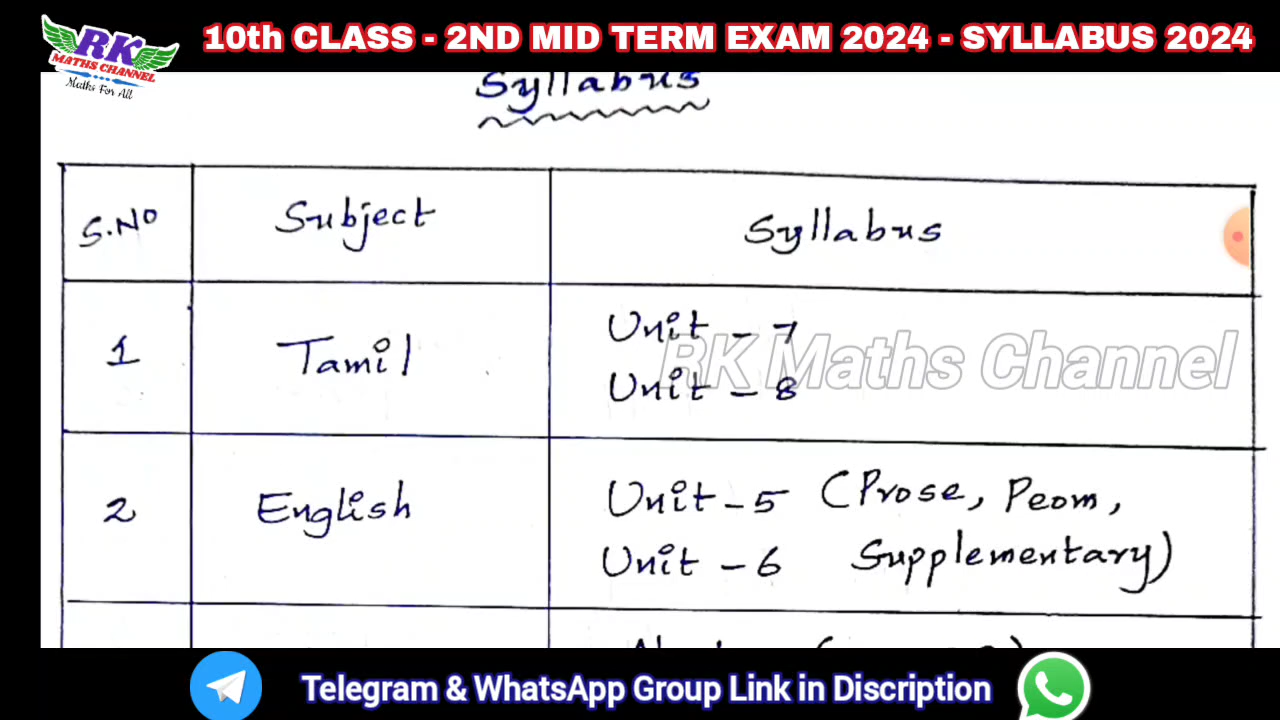 RK
MATHS CHANNEL
Maths For All
10th CLASS - 2ND MID TERM EXAM 2024 - SYLLABUS 2024
Syllabus
S.No Subject Syllabus
1 Tamil Unit - 7
Unit - 8
RK Maths Channel
2 English Unit - 5 (Prose, Peom,
Unit - 6 Supplementary)
Telegram & WhatsApp Group Link in Discription